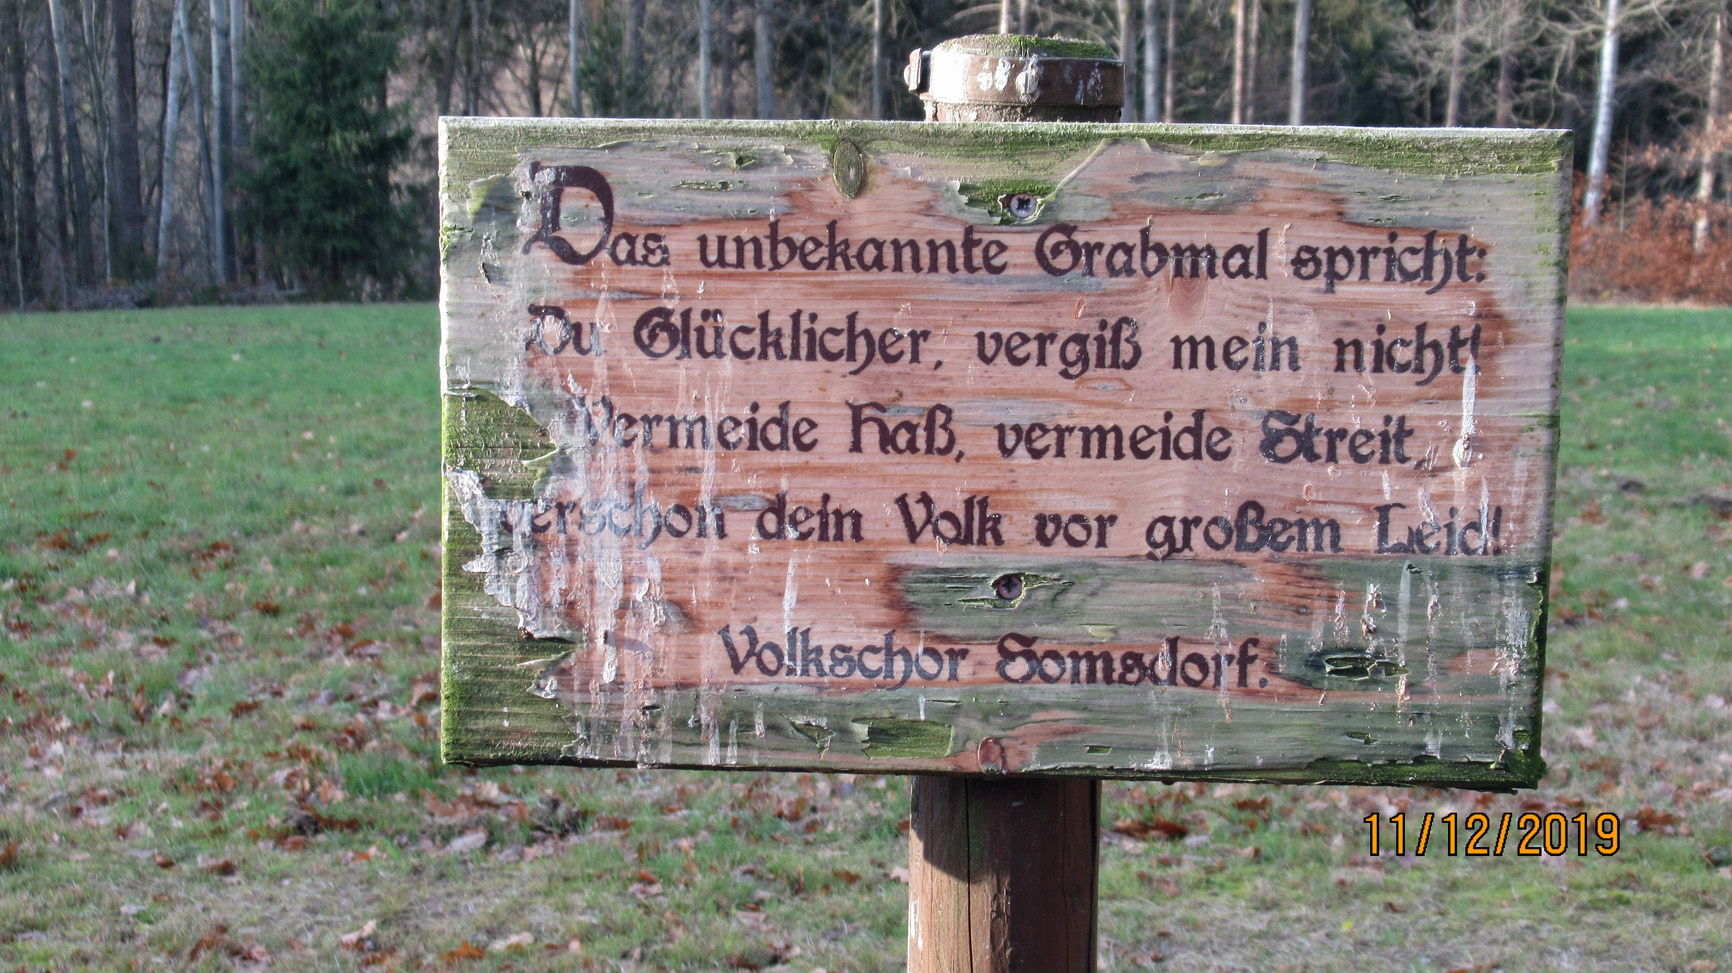 Das unbekannte Grabmal spricht:
Du Glücklicher, vergiß mein nicht!
Vermeide Haß, vermeide Streit,
verschon dein Volk vor großem Leid!
Volkschor Somsdorf.
11/12/2019